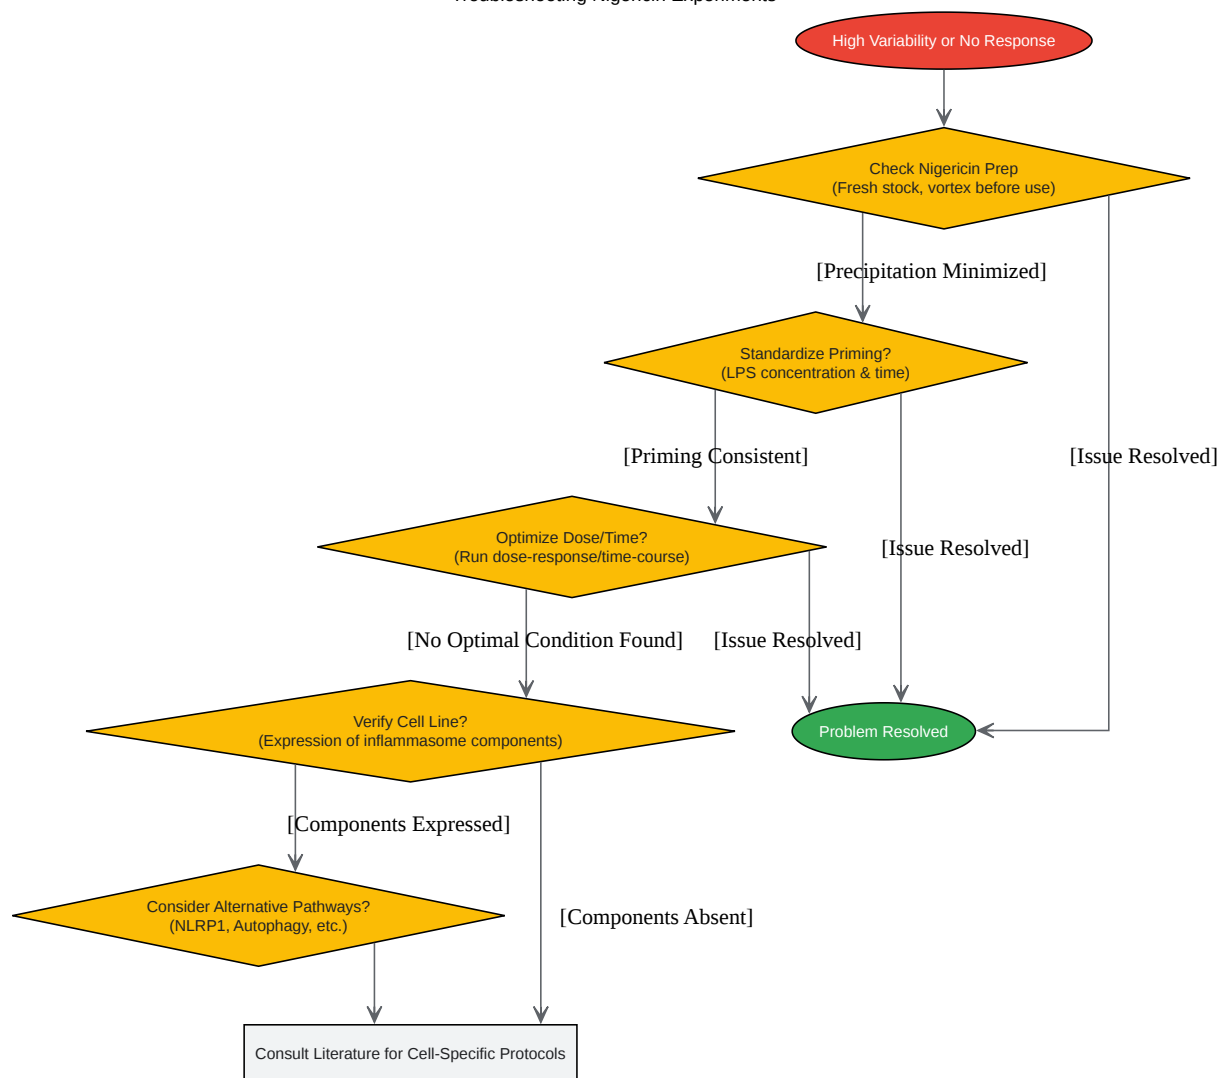 Troubleshooting Nigericin Experiments
High Variability or No Response
Check Nigericin Prep
(Fresh stock, vortex before use)
[Precipitation Minimized]
Standardize Priming?
(LPS concentration & time)
[Priming Consistent]
[Issue Resolved]
Optimize Dose/Time?
(Run dose-response/time-course)
[Issue Resolved]
[No Optimal Condition Found]
[Issue Resolved]
Verify Cell Line?
(Expression of inflammasome components)
Problem Resolved
[Components Expressed]
Consider Alternative Pathways?
(NLRP1, Autophagy, etc.)
[Components Absent]
Consult Literature for Cell-Specific Protocols